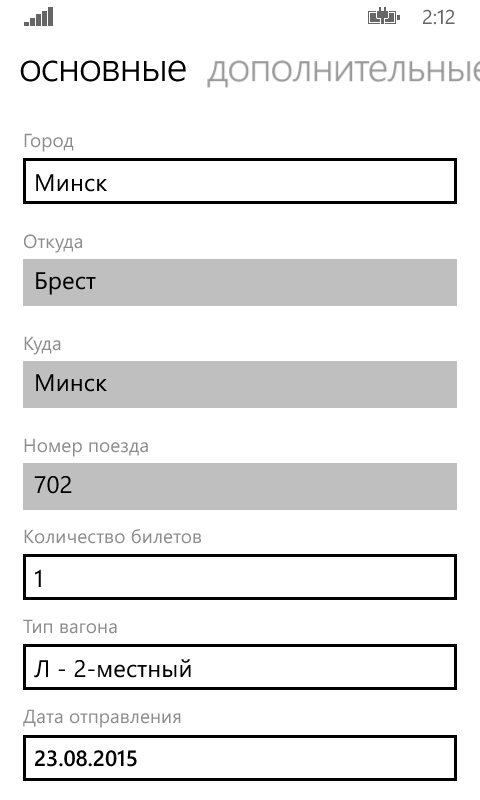 2:12
основные дополнительные
Город
Минск
Откуда
Брест
Куда
Минск
Номер поезда
702
Количество билетов
1
Тип вагона
Л - 2-местный
Дата отправления
23.08.2015